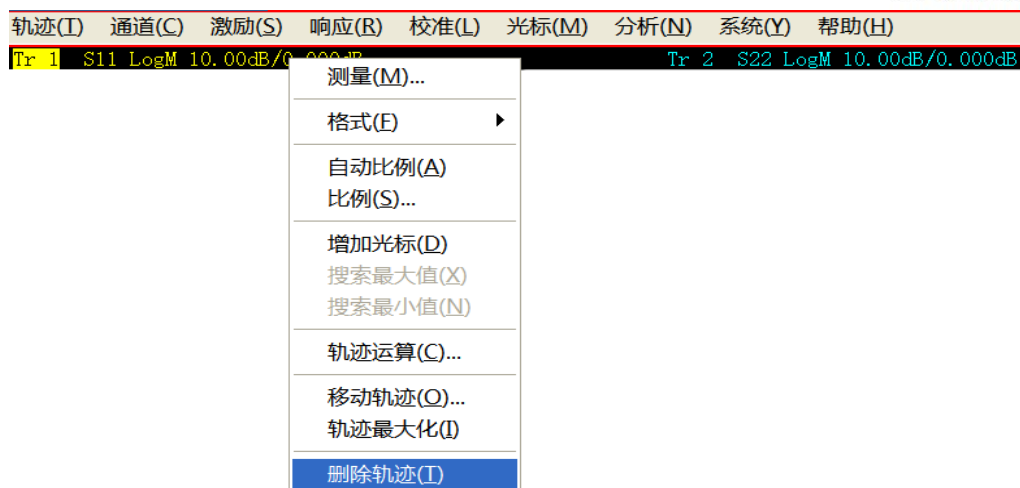 轨迹(T) 通道(C) 激励(S) 响应(R) 校准(L) 光标(M) 分析(N) 系统(Y) 帮助(H)
Tr 1 S11 LogM 10.00dB/0.000dB Tr 2 S22 LogM 10.00dB/0.000dB
测量(M)...
格式(F)
自动比例(A)
比例(S)...
增加光标(D)
搜索最大值(X)
搜索最小值(N)
轨迹运算(C)...
移动轨迹(O)...
轨迹最大化(I)
删除轨迹(T)